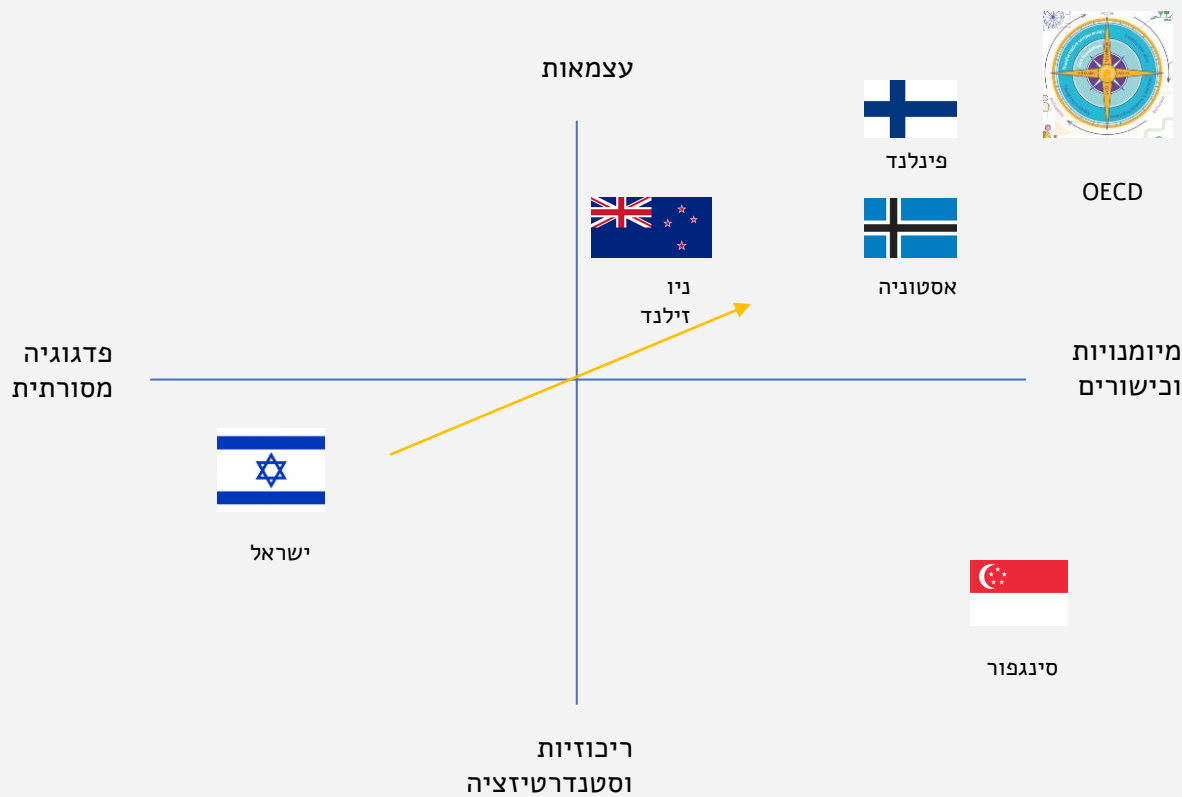 עצמאות
פינלנד
OECD
ניו
זילנד
אסטוניה
פדגוגיה
מסורתית
מיומנויות
וכישורים
ישראל
סינגפור
ריכוזיות
וסטנדרטיזציה